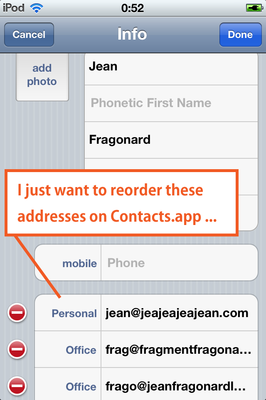 iPod 0:52
Cancel Info Done
add
photo
Jean
Phonetic First Name
Fragonard
I just want to reorder these
addresses on Contacts.app ...
mobile Phone
Personal jean@jeajeajeajean.com
Office frag@fragmentfragona...
Office frago@jeanfragonardl...